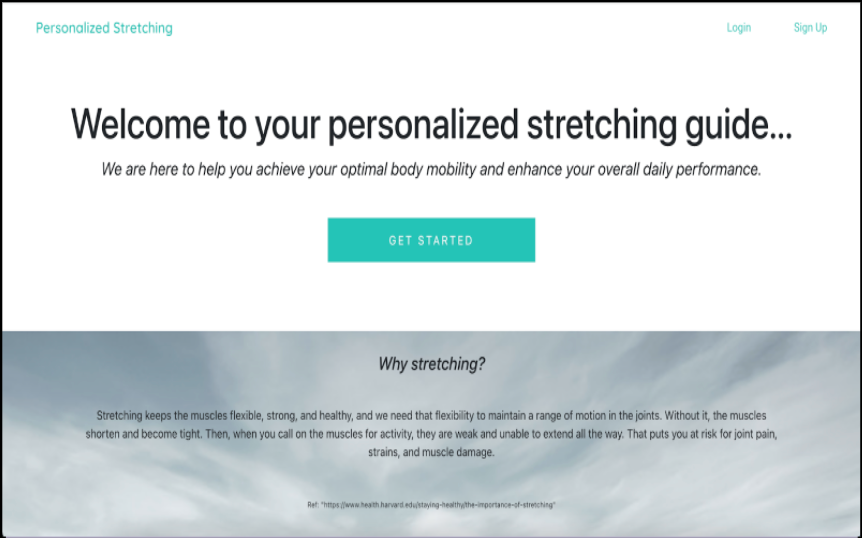 Personalized Stretching
Login
Sign Up
Welcome to your personalized stretching guide...
We are here to help you achieve your optimal body mobility and enhance your overall daily performance.
GET STARTED
Why stretching?
Stretching keeps the muscles flexible, strong, and healthy, and we need that flexibility to maintain a range of motion in the joints. Without it, the muscles
shorten and become tight. Then, when you call on the muscles for activity, they are weak and unable to extend all the way. That puts you at risk for joint pain,
strains, and muscle damage.
Ref: "https://www.health.harvard.edu/staying-healthy/the-importance-of-stretching"